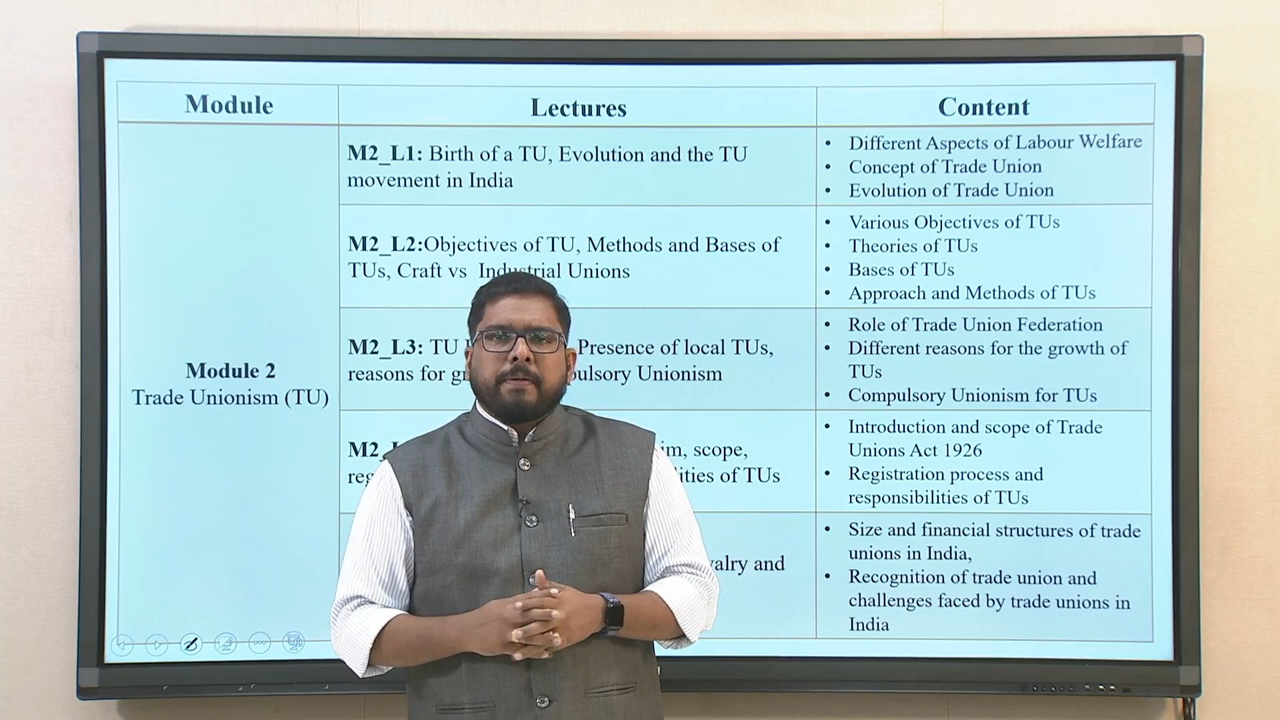 Module
Lectures
Content
Module 2
Trade Unionism (TU)
M2_L1: Birth of a TU, Evolution and the TU
movement in India
• Different Aspects of Labour Welfare
• Concept of Trade Union
• Evolution of Trade Union
M2_L2:Objectives of TU, Methods and Bases of
TUs, Craft vs Industrial Unions
• Various Objectives of TUs
• Theories of TUs
• Bases of TUs
• Approach and Methods of TUs
M2_L3: TU Presence of local TUs,
reasons for Unionism
• Role of Trade Union Federation
• Different reasons for the growth of
TUs
• Compulsory Unionism for TUs
scope,
of TUs
• Introduction and scope of Trade
Unions Act 1926
• Registration process and
responsibilities of TUs
and
• Size and financial structures of trade
unions in India,
• Recognition of trade union and
challenges faced by trade unions in
India